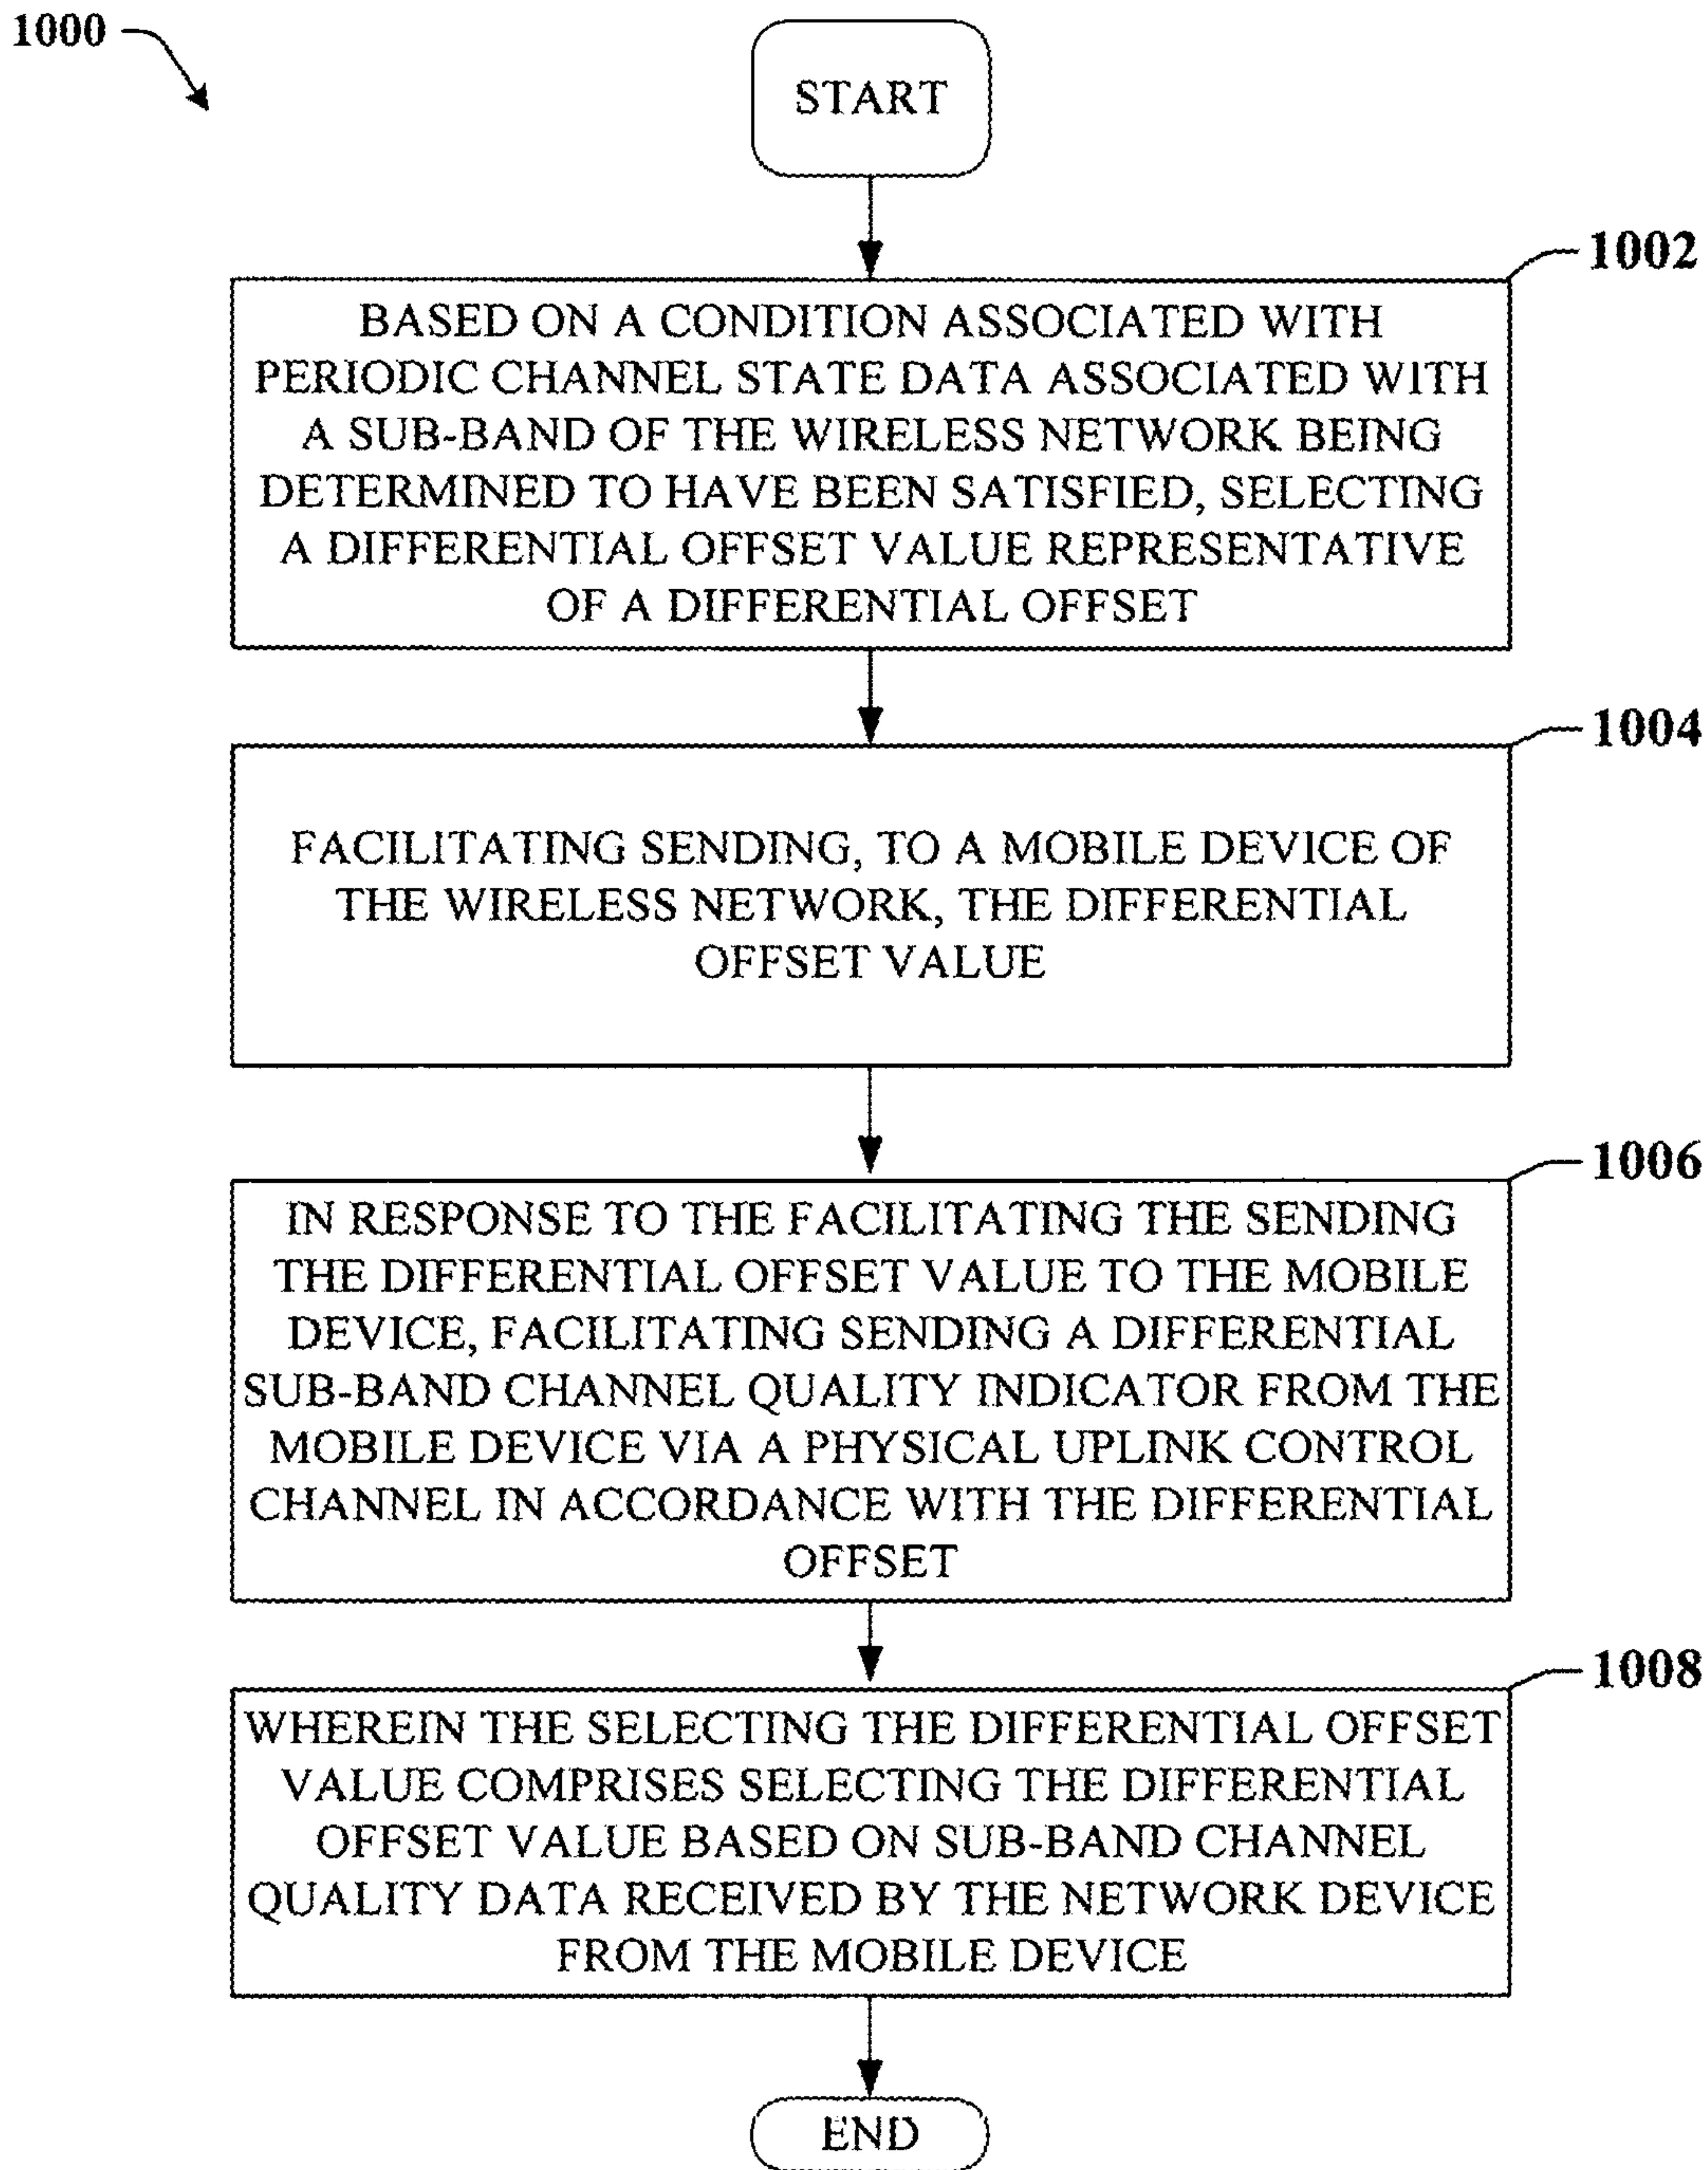 1000
START
1002
BASED ON A CONDITION ASSOCIATED WITH
PERIODIC CHANNEL STATE DATA ASSOCIATED WITH
A SUB-BAND OF THE WIRELESS NETWORK BEING
DETERMINED TO HAVE BEEN SATISFIED, SELECTING
A DIFFERENTIAL OFFSET VALUE REPRESENTATIVE
OF A DIFFERENTIAL OFFSET
1004
FACILITATING SENDING, TO A MOBILE DEVICE OF
THE WIRELESS NETWORK, THE DIFFERENTIAL
OFFSET VALUE
1006
IN RESPONSE TO THE FACILITATING THE SENDING
THE DIFFERENTIAL OFFSET VALUE TO THE MOBILE
DEVICE, FACILITATING SENDING A DIFFERENTIAL
SUB-BAND CHANNEL QUALITY INDICATOR FROM THE
MOBILE DEVICE VIA A PHYSICAL UPLINK CONTROL
CHANNEL IN ACCORDANCE WITH THE DIFFERENTIAL
OFFSET
1008
WHEREIN THE SELECTING THE DIFFERENTIAL OFFSET
VALUE COMPRISES SELECTING THE DIFFERENTIAL
OFFSET VALUE BASED ON SUB-BAND CHANNEL
QUALITY DATA RECEIVED BY THE NETWORK DEVICE
FROM THE MOBILE DEVICE
END